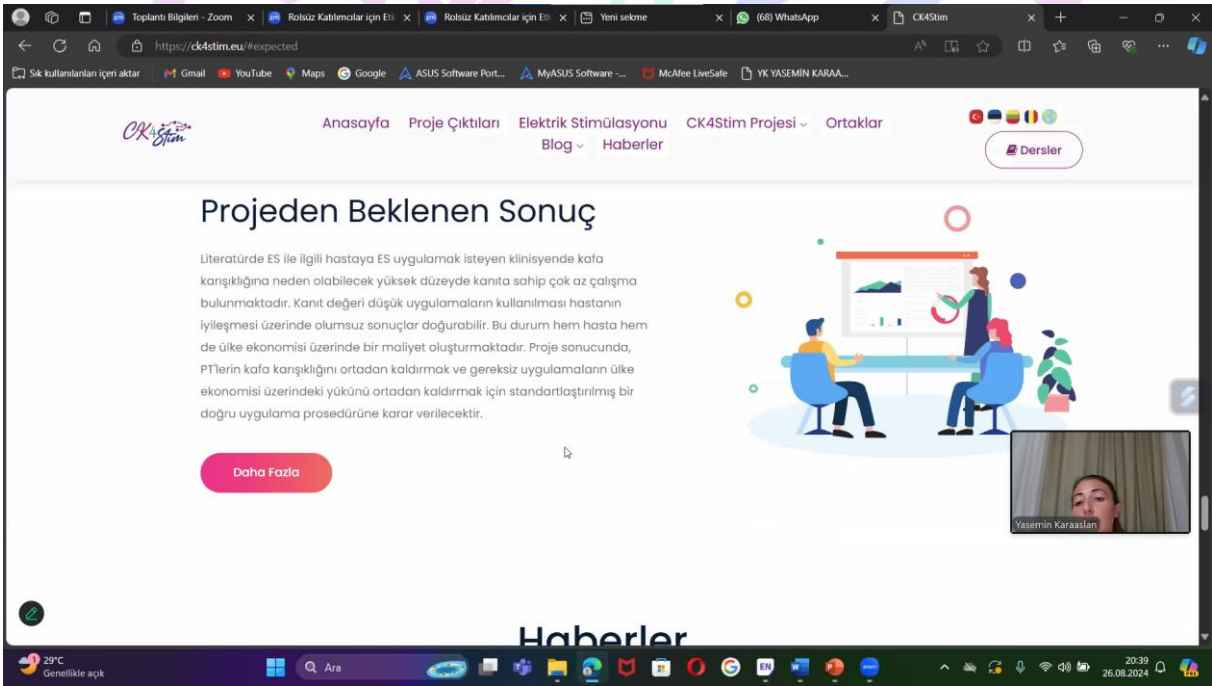 Toplantı Bilgileri - Zoom
Rolsüz Katılımcılar için Eti
Rolsüz Katılımcılar için Eti
Yeni sekme
(68) WhatsApp
CK4Stim
https://ck4stim.eu/#expected
Sık kullanılanları içeri aktar
Gmail
YouTube
Maps
Google
ASUS Software Port...
MyASUS Software -...
McAfee LiveSafe
YK YASEMİN KARAA...
CK4Stim
Anasayfa Proje Çıktıları Elektrik Stimülasyonu CK4Stim Projesi Ortaklar
Blog Haberler
Dersler
Projeden Beklenen Sonuç
Literatürde ES ile ilgili hastaya ES uygulamak isteyen klinisyende kafa
karışıklığına neden olabilecek yüksek düzeyde kanıta sahip çok az çalışma
bulunmaktadır. Kanıt değeri düşük uygulamaların kullanılması hastanın
iyileşmesi üzerinde olumsuz sonuçlar doğurabilir. Bu durum hem hasta hem
de ülke ekonomisi üzerinde bir maliyet oluşturmaktadır. Proje sonucunda,
PT'lerin kafa karışıklığını ortadan kaldırmak ve gereksiz uygulamaların ülke
ekonomisi üzerindeki yükünü ortadan kaldırmak için standartlaştırılmış bir
doğru uygulama prosedürüne karar verilecektir.
Daha Fazla
Yasemin Karaaslan
Haberler
29°C
Genellikle açık
Ara
EN
20:39
26.08.2024